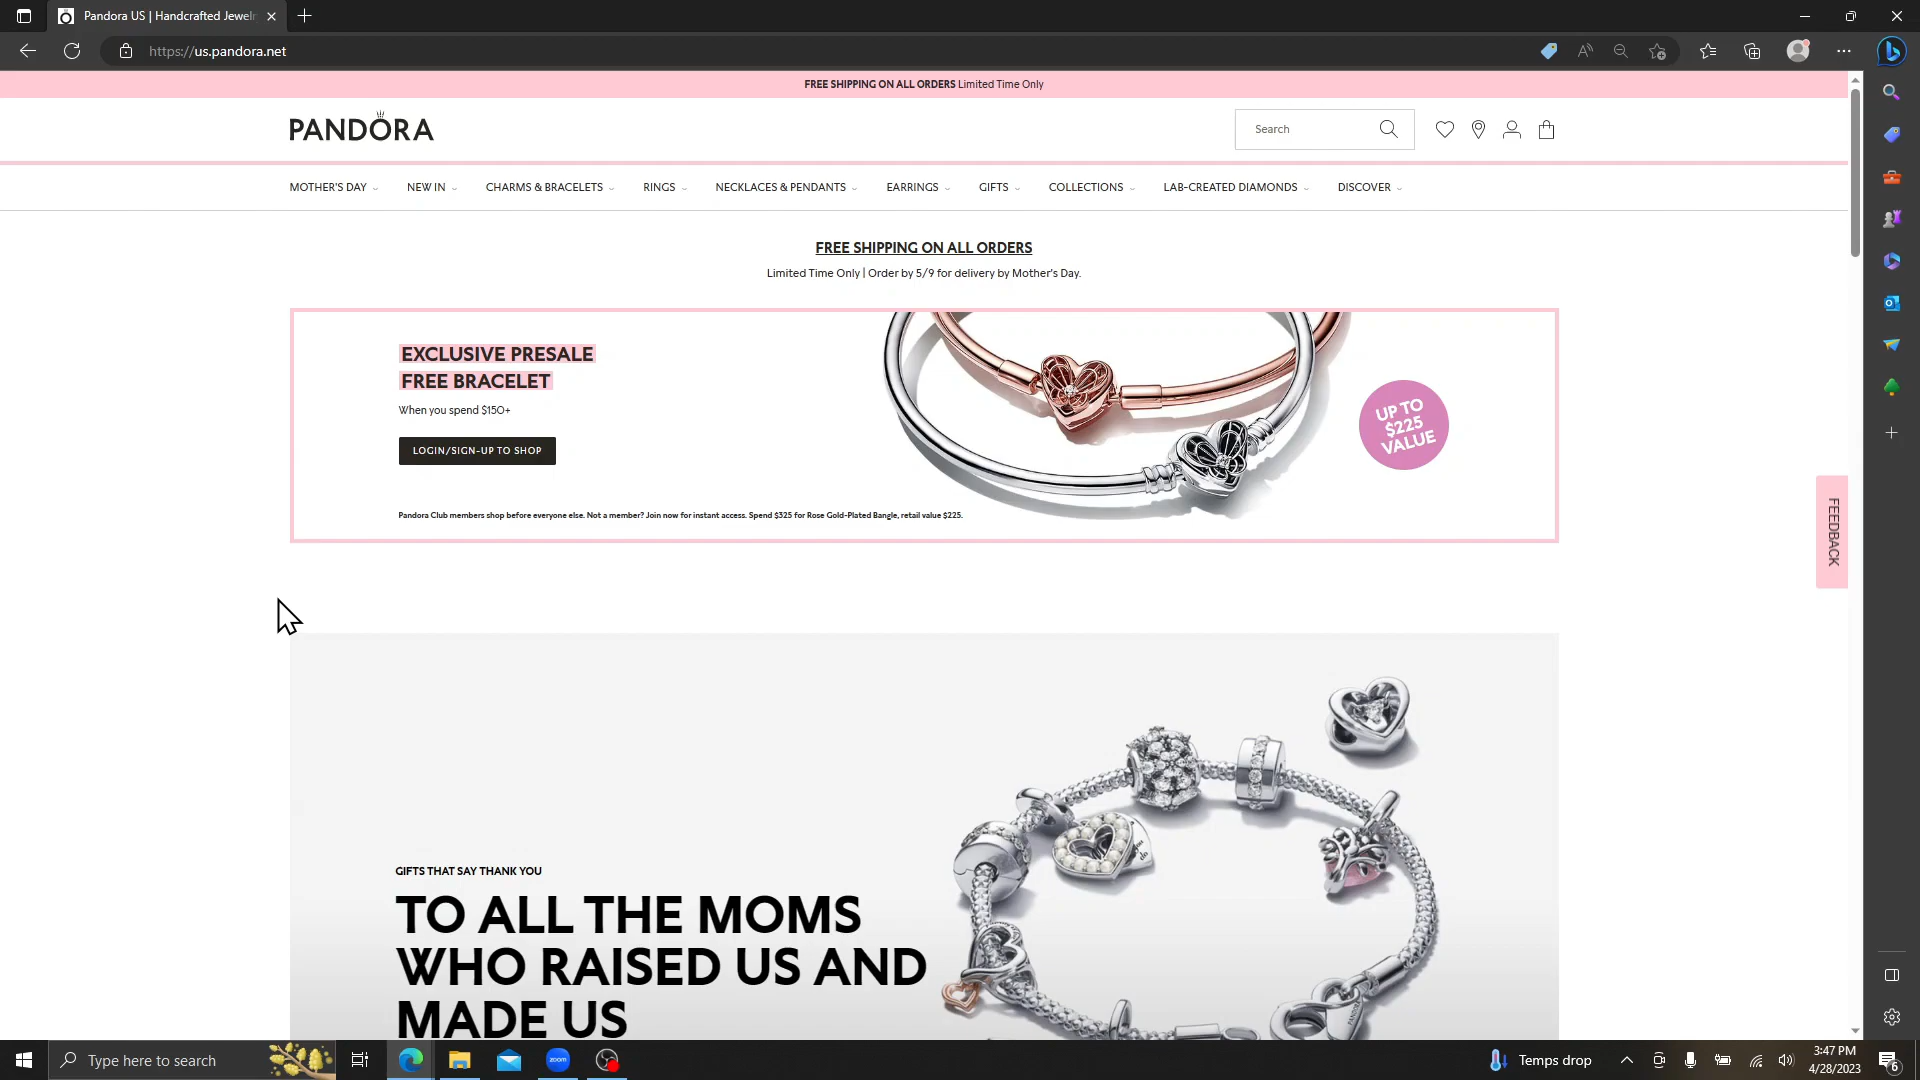 Pandora US | Handcrafted Jewelr
https://us.pandora.net
FREE SHIPPING ON ALL ORDERS Limited Time Only
PANDORA
Search
MOTHER'S DAY
NEW IN
CHARMS & BRACELETS
RINGS
NECKLACES & PENDANTS
EARRINGS
GIFTS
COLLECTIONS
LAB-CREATED DIAMONDS
DISCOVER
FREE SHIPPING ON ALL ORDERS
Limited Time Only | Order by 5/9 for delivery by Mother's Day.
EXCLUSIVE PRESALE
FREE BRACELET
When you spend $150+
LOGIN/SIGN-UP TO SHOP
UP TO
$225
VALUE
Pandora Club members shop before everyone else. Not a member? Join now for instant access. Spend $325 for Rose Gold-Plated Bangle, retail value $225.
FEEDBACK
GIFTS THAT SAY THANK YOU
TO ALL THE MOMS
WHO RAISED US AND
MADE US
Type here to search
zoom
Temps drop
3:47 PM
4/28/2023
6